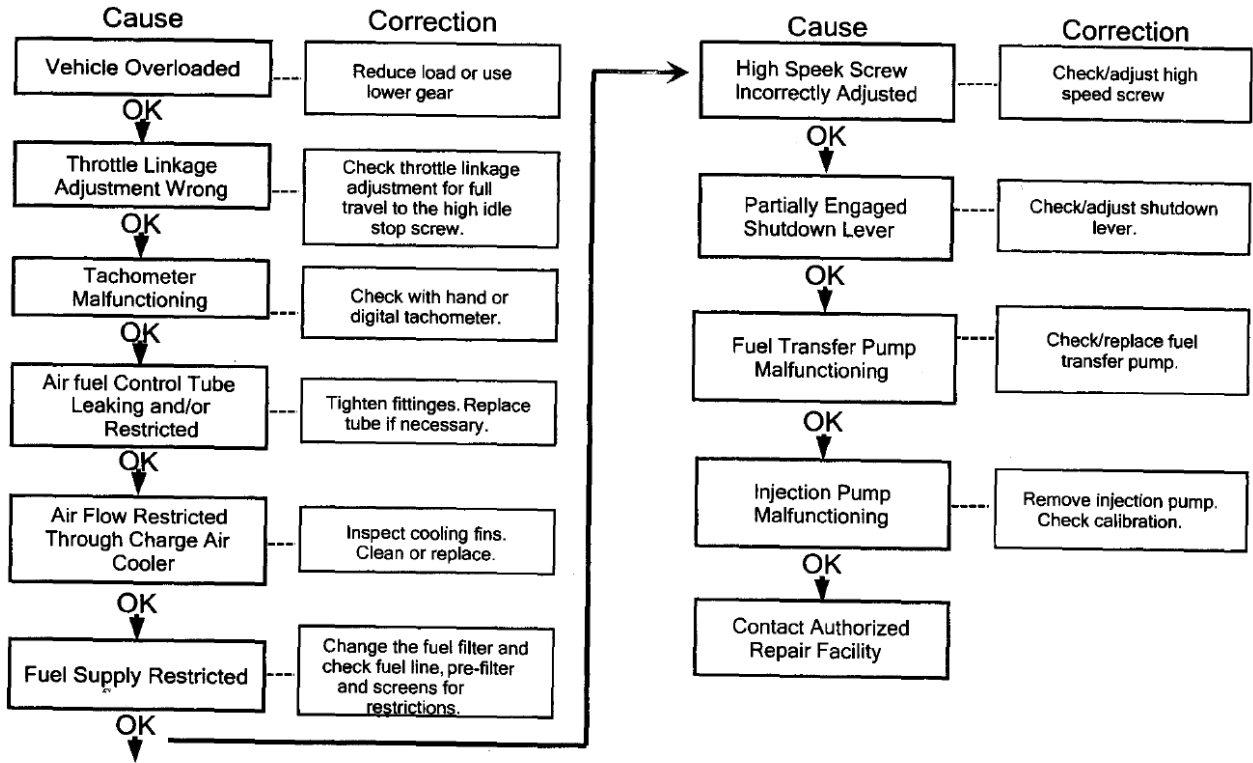 Cause
Correction
Vehicle Overloaded
Reduce load or use
lower gear
OK
Throttle Linkage
Adjustment Wrong
Check throttle linkage
adjustment for full
travel to the high idle
stop screw.
OK
Tachometer
Malfunctioning
Check with hand or
digital tachometer.
OK
Air fuel Control Tube
Leaking and/or
Restricted
Tighten fittinges. Replace
tube if necessary.
OK
Air Flow Restricted
Through Charge Air
Cooler
Inspect cooling fins.
Clean or replace.
OK
Fuel Supply Restricted
Change the fuel filter and
check fuel line, pre-filter
and screens for
restrictions.
OK
Cause
Correction
High Speek Screw
Incorrectly Adjusted
Check/adjust high
speed screw
OK
Partially Engaged
Shutdown Lever
Check/adjust shutdown
lever.
OK
Fuel Transfer Pump
Malfunctioning
Check/replace fuel
transfer pump.
OK
Injection Pump
Malfunctioning
Remove injection pump.
Check calibration.
OK
Contact Authorized
Repair Facility